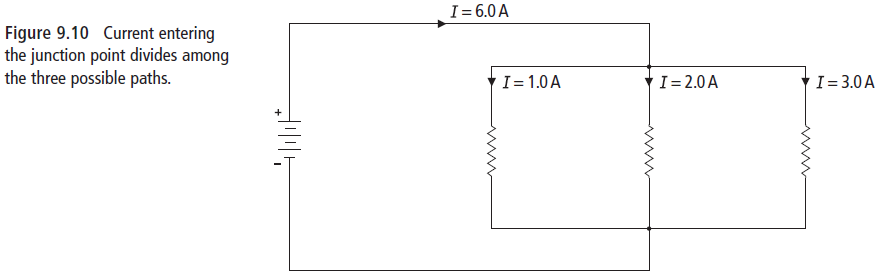 Figure 9.10 Current entering
the junction point divides among
the three possible paths.
I = 6.0 A
I = 1.0 A
I = 2.0 A
I = 3.0 A
+
-